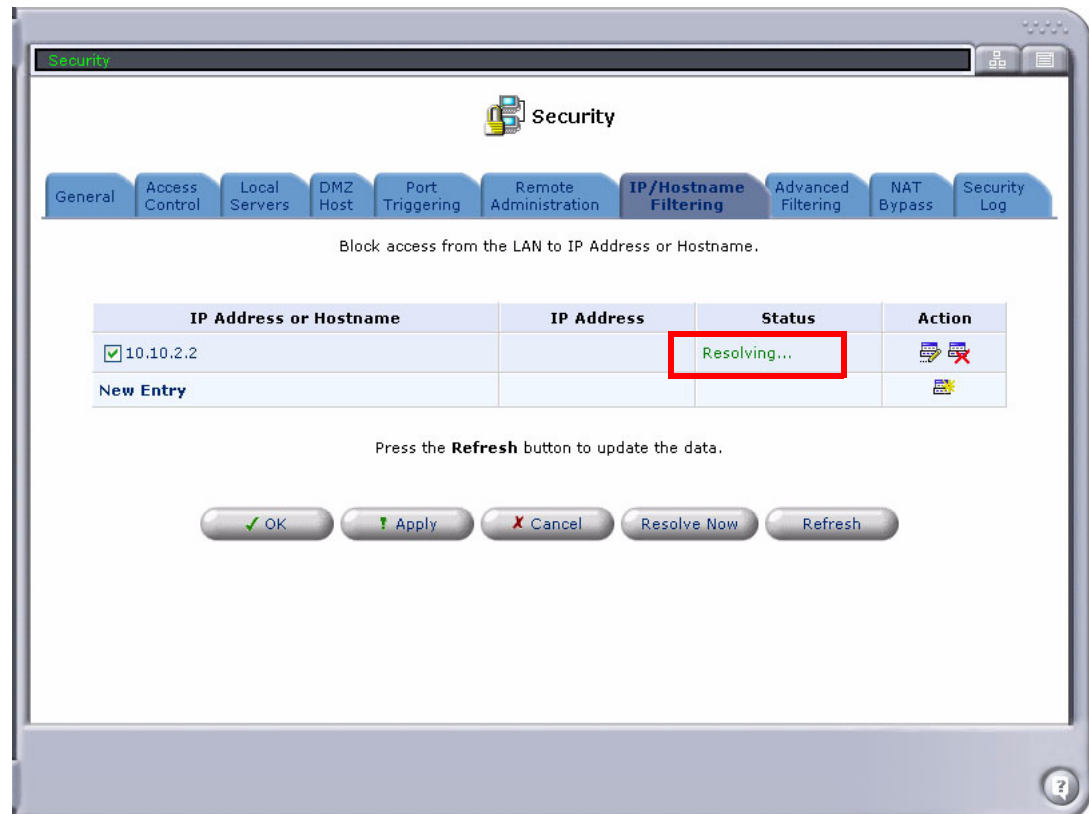 Security
Security
General
Access Control
Local Servers
DMZ Host
Port Triggering
Remote Administration
IP/Hostname Filtering
Advanced Filtering
NAT Bypass
Security Log
Block access from the LAN to IP Address or Hostname.
IP Address or Hostname IP Address Status Action
10.10.2.2 Resolving...
New Entry
Press the Refresh button to update the data.
OK Apply Cancel Resolve Now Refresh
?